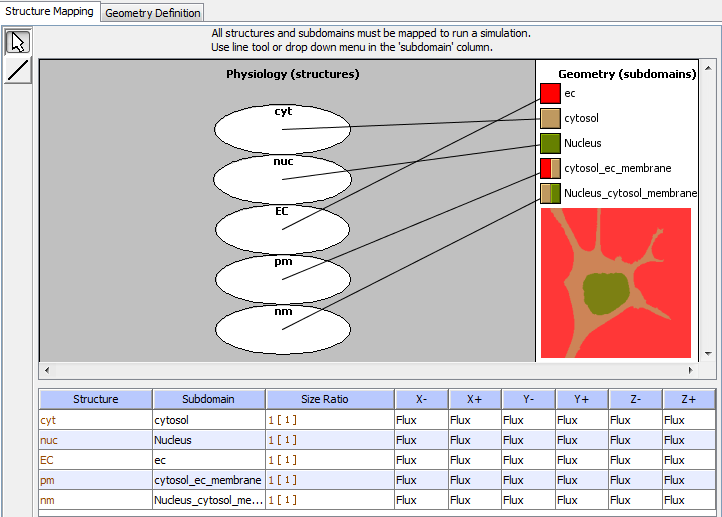 Structure Mapping Geometry Definition
All structures and subdomains must be mapped to run a simulation.
Use line tool or drop down menu in the 'subdomain' column.
Physiology (structures) Geometry (subdomains)
cyt
nuc
EC
pm
nm
ec
cytosol
Nucleus
cytosol_ec_membrane
Nucleus_cytosol_membrane
Structure Subdomain Size Ratio X- X+ Y- Y+ Z- Z+
cyt cytosol 1 [ 1 ] Flux Flux Flux Flux Flux Flux
nuc Nucleus 1 [ 1 ] Flux Flux Flux Flux Flux Flux
EC ec 1 [ 1 ] Flux Flux Flux Flux Flux Flux
pm cytosol_ec_membrane 1 [ 1 ] Flux Flux Flux Flux Flux Flux
nm Nucleus_cytosol_me... 1 [ 1 ] Flux Flux Flux Flux Flux Flux